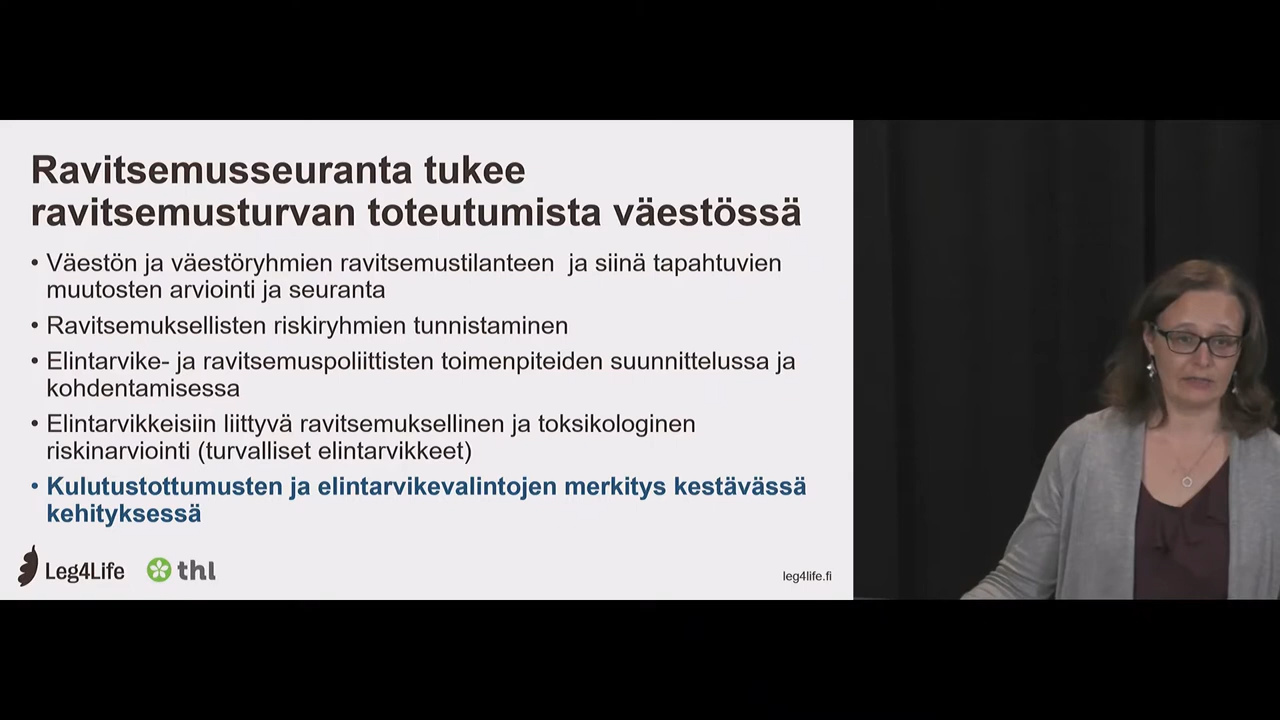 Ravitsemusseuranta tukee
ravitsemusturvan toteutumista väestössä
• Väestön ja väestöryhmien ravitsemustilanteen ja siinä tapahtuvien
muutosten arviointi ja seuranta
• Ravitsemuksellisten riskiryhmien tunnistaminen
• Elintarvike- ja ravitsemuspoliittisten toimenpiteiden suunnittelussa ja
kohdentamisessa
• Elintarvikkeisiin liittyvä ravitsemuksellinen ja toksikologinen
riskinarviointi (turvalliset elintarvikkeet)
• Kulutustottumusten ja elintarvikevalintojen merkitys kestävässä
kehityksessä
Leg4Life thl
leg4life.fi